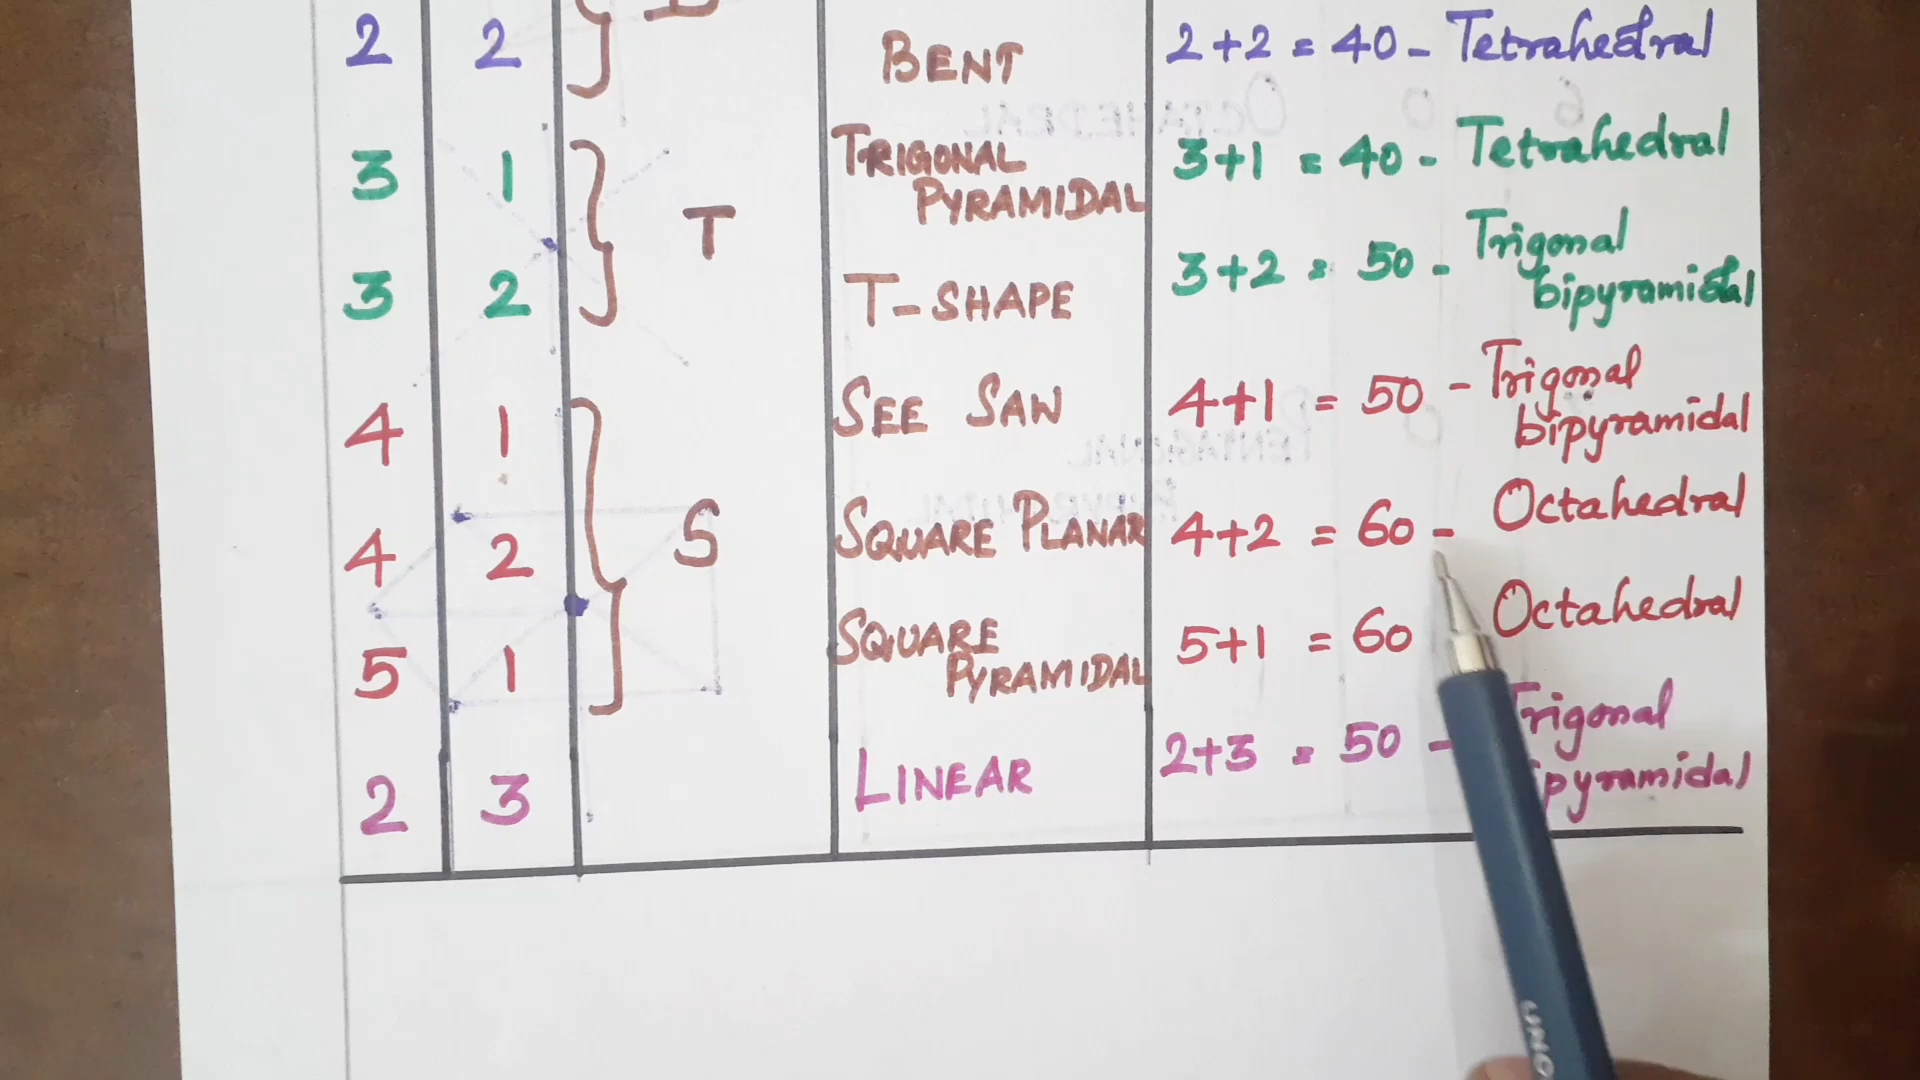 2 2 BENT 2+2 = 40 - Tetrahedral
3 1 TRIGONAL PYRAMIDAL 3+1 = 40 - Tetrahedral
T
3 2 T-SHAPE 3+2 = 50 - Trigonal bipyramidal
4 1 SEE SAW 4+1 = 50 - Trigonal bipyramidal
4 2 S SQUARE PLANAR 4+2 = 60 - Octahedral
5 1 SQUARE PYRAMIDAL 5+1 = 60 Octahedral
2 3 LINEAR 2+3 = 50 - Trigonal bipyramidal
UNO